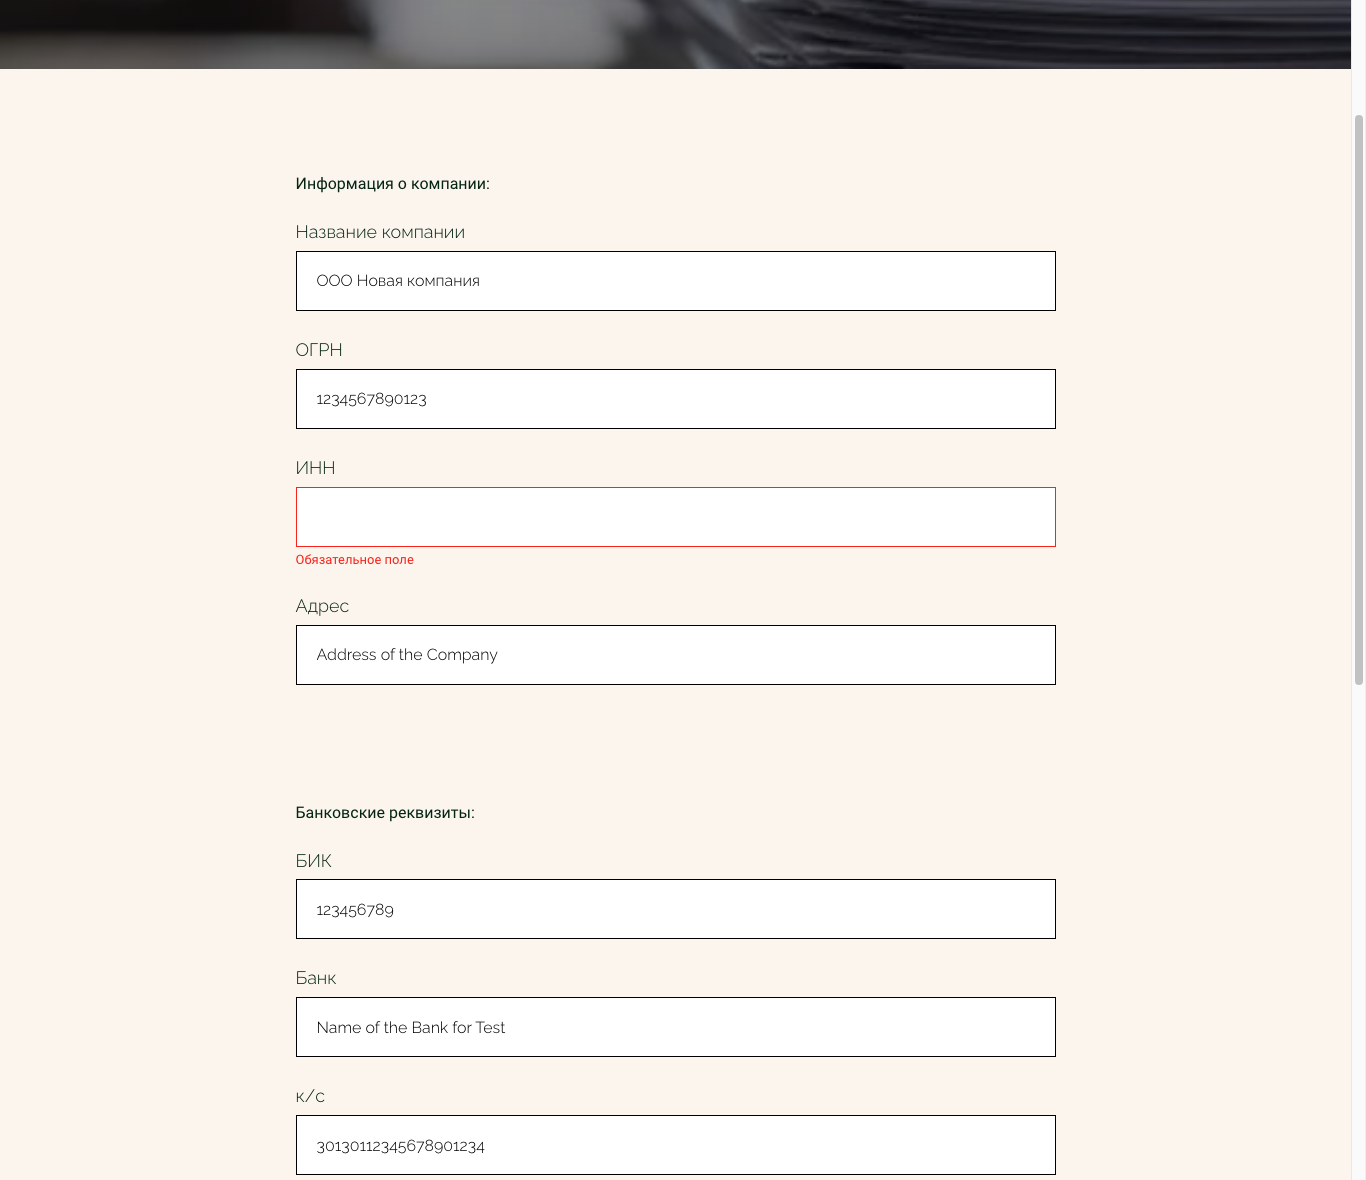 Информация о компании:
Название компании
ООО Новая компания
ОГРН
1234567890123
ИНН
Обязательное поле
Адрес
Address of the Company
Банковские реквизиты:
БИК
123456789
Банк
Name of the Bank for Test
к/с
30130112345678901234